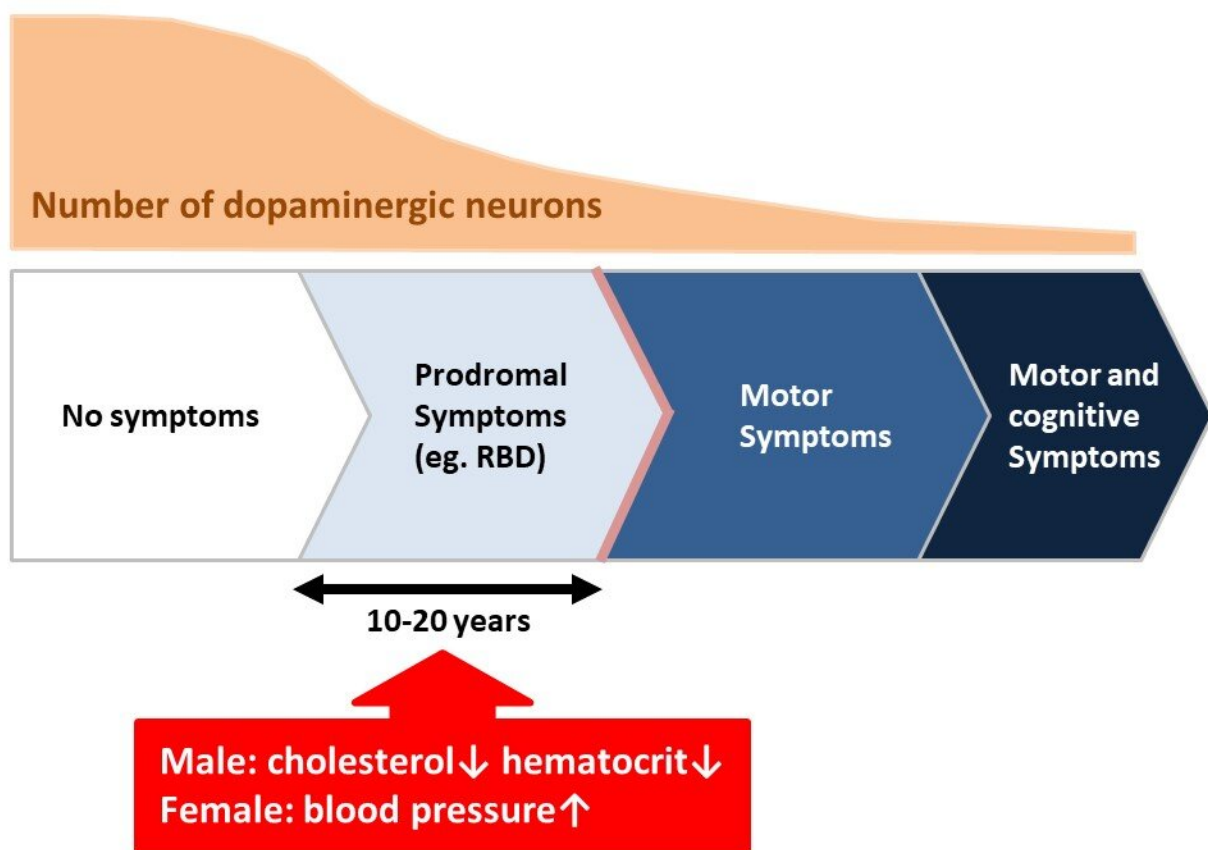 Number of dopaminergic neurons
No symptoms
Prodromal
Symptoms
(eg. RBD)
Motor
Symptoms
Motor and
cognitive
Symptoms
10-20 years
Male: cholesterol↓ hematocrit↓
Female: blood pressure↑